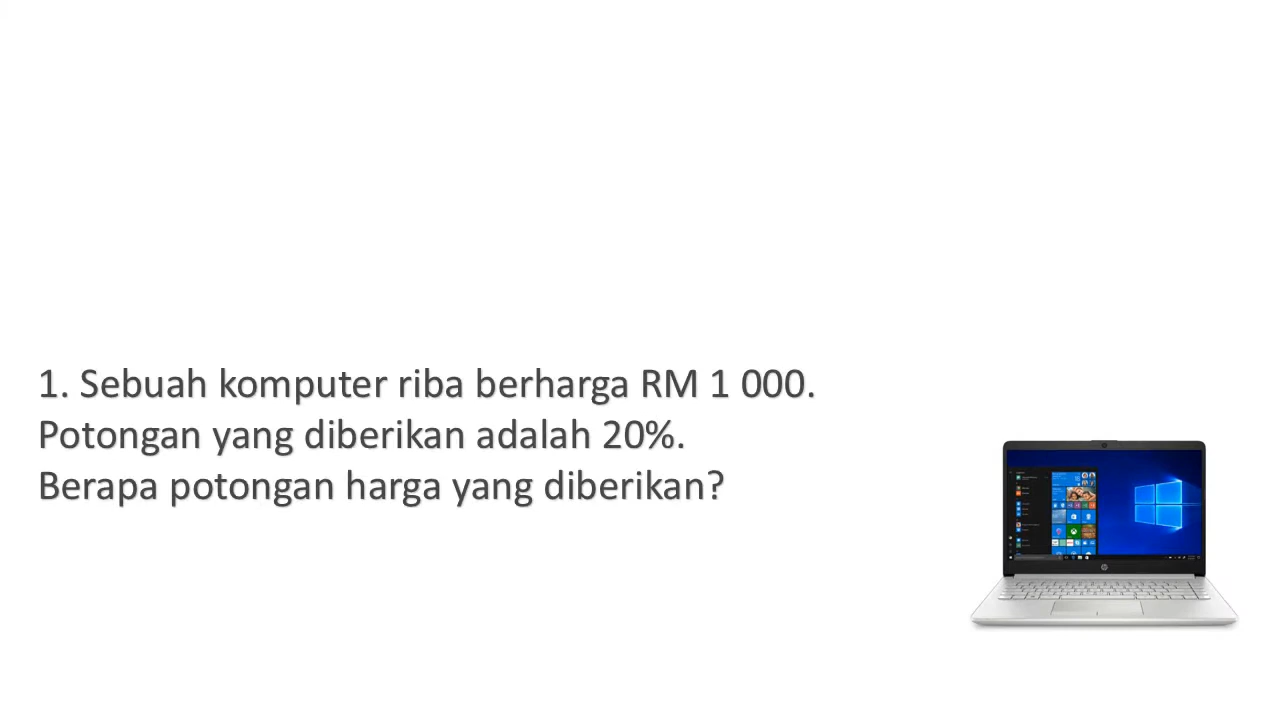 1. Sebuah komputer riba berharga RM 1 000.
Potongan yang diberikan adalah 20%.
Berapa potongan harga yang diberikan?